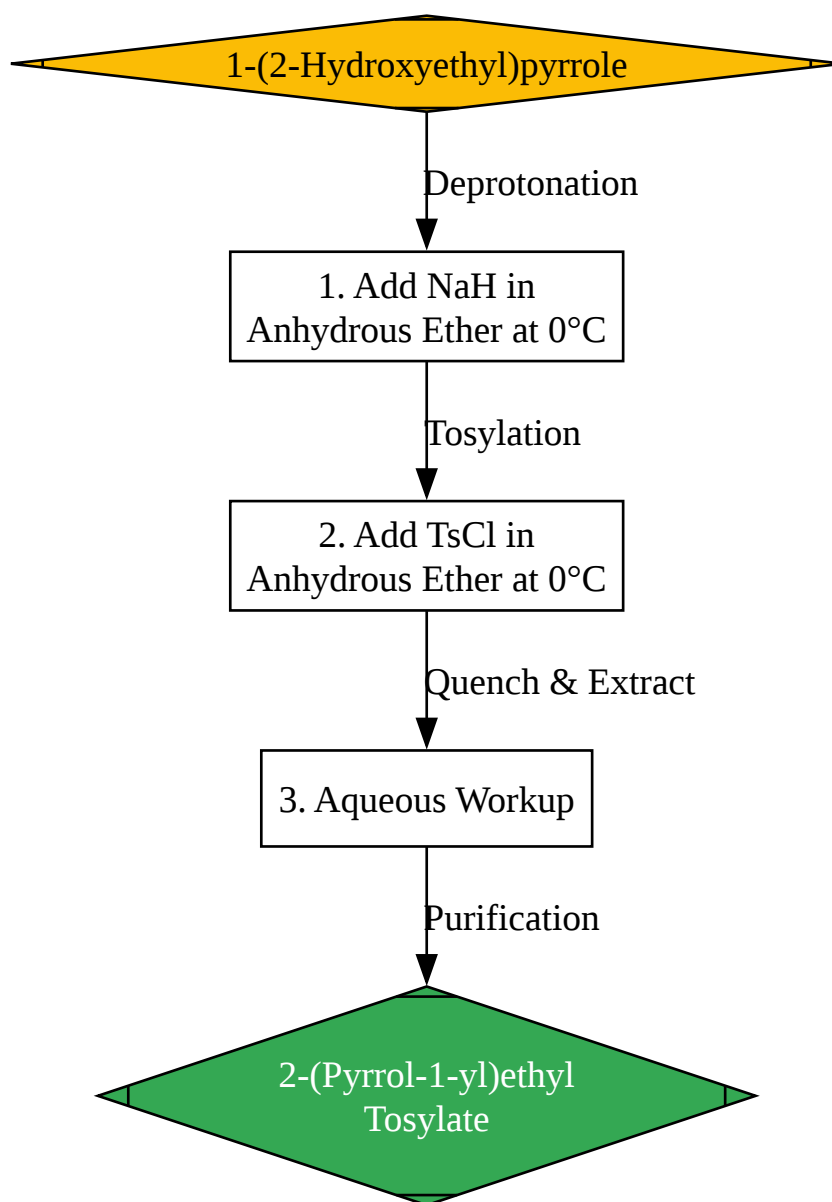 1-(2-Hydroxyethyl)pyrrole
Deprotonation
1. Add NaH in
Anhydrous Ether at 0°C
Tosylation
2. Add TsCl in
Anhydrous Ether at 0°C
Quench & Extract
3. Aqueous Workup
Purification
2-(Pyrrol-1-yl)ethyl
Tosylate